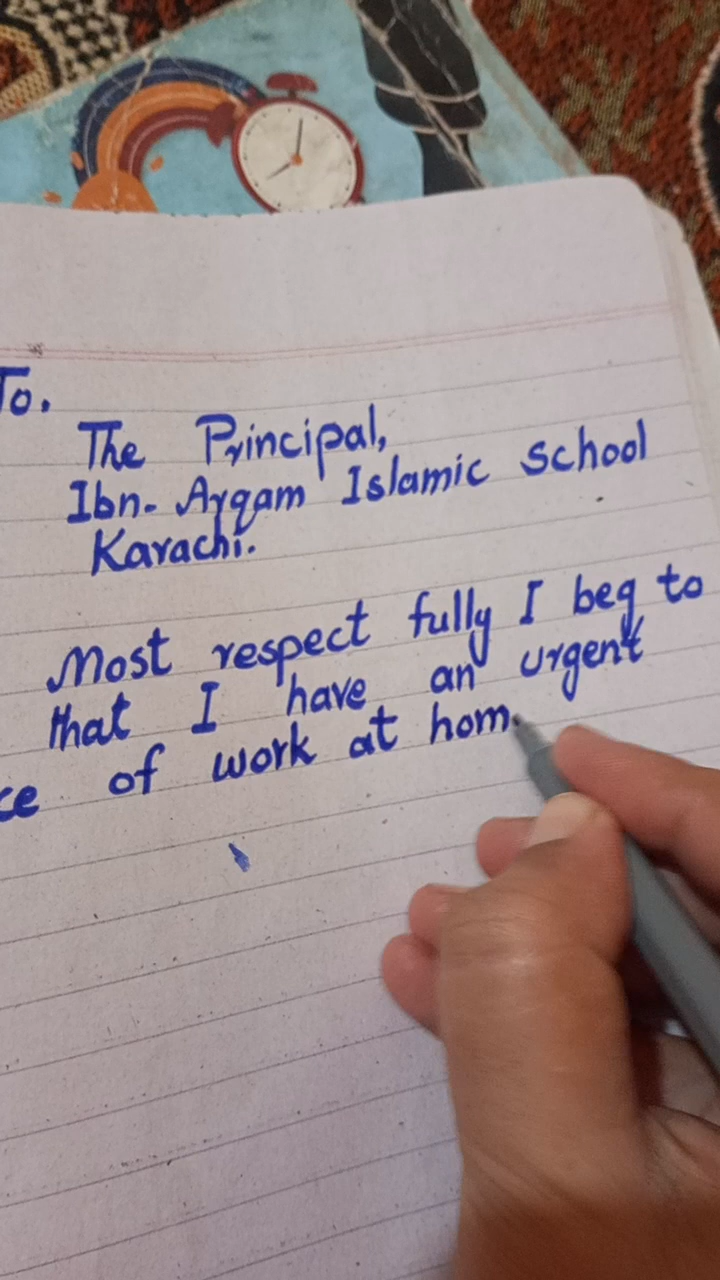 To.
The Principal,
Ibn- Arqam Islamic School
Karachi.
Most respect fully I beg to
that I have an urgent
ce of work at hom